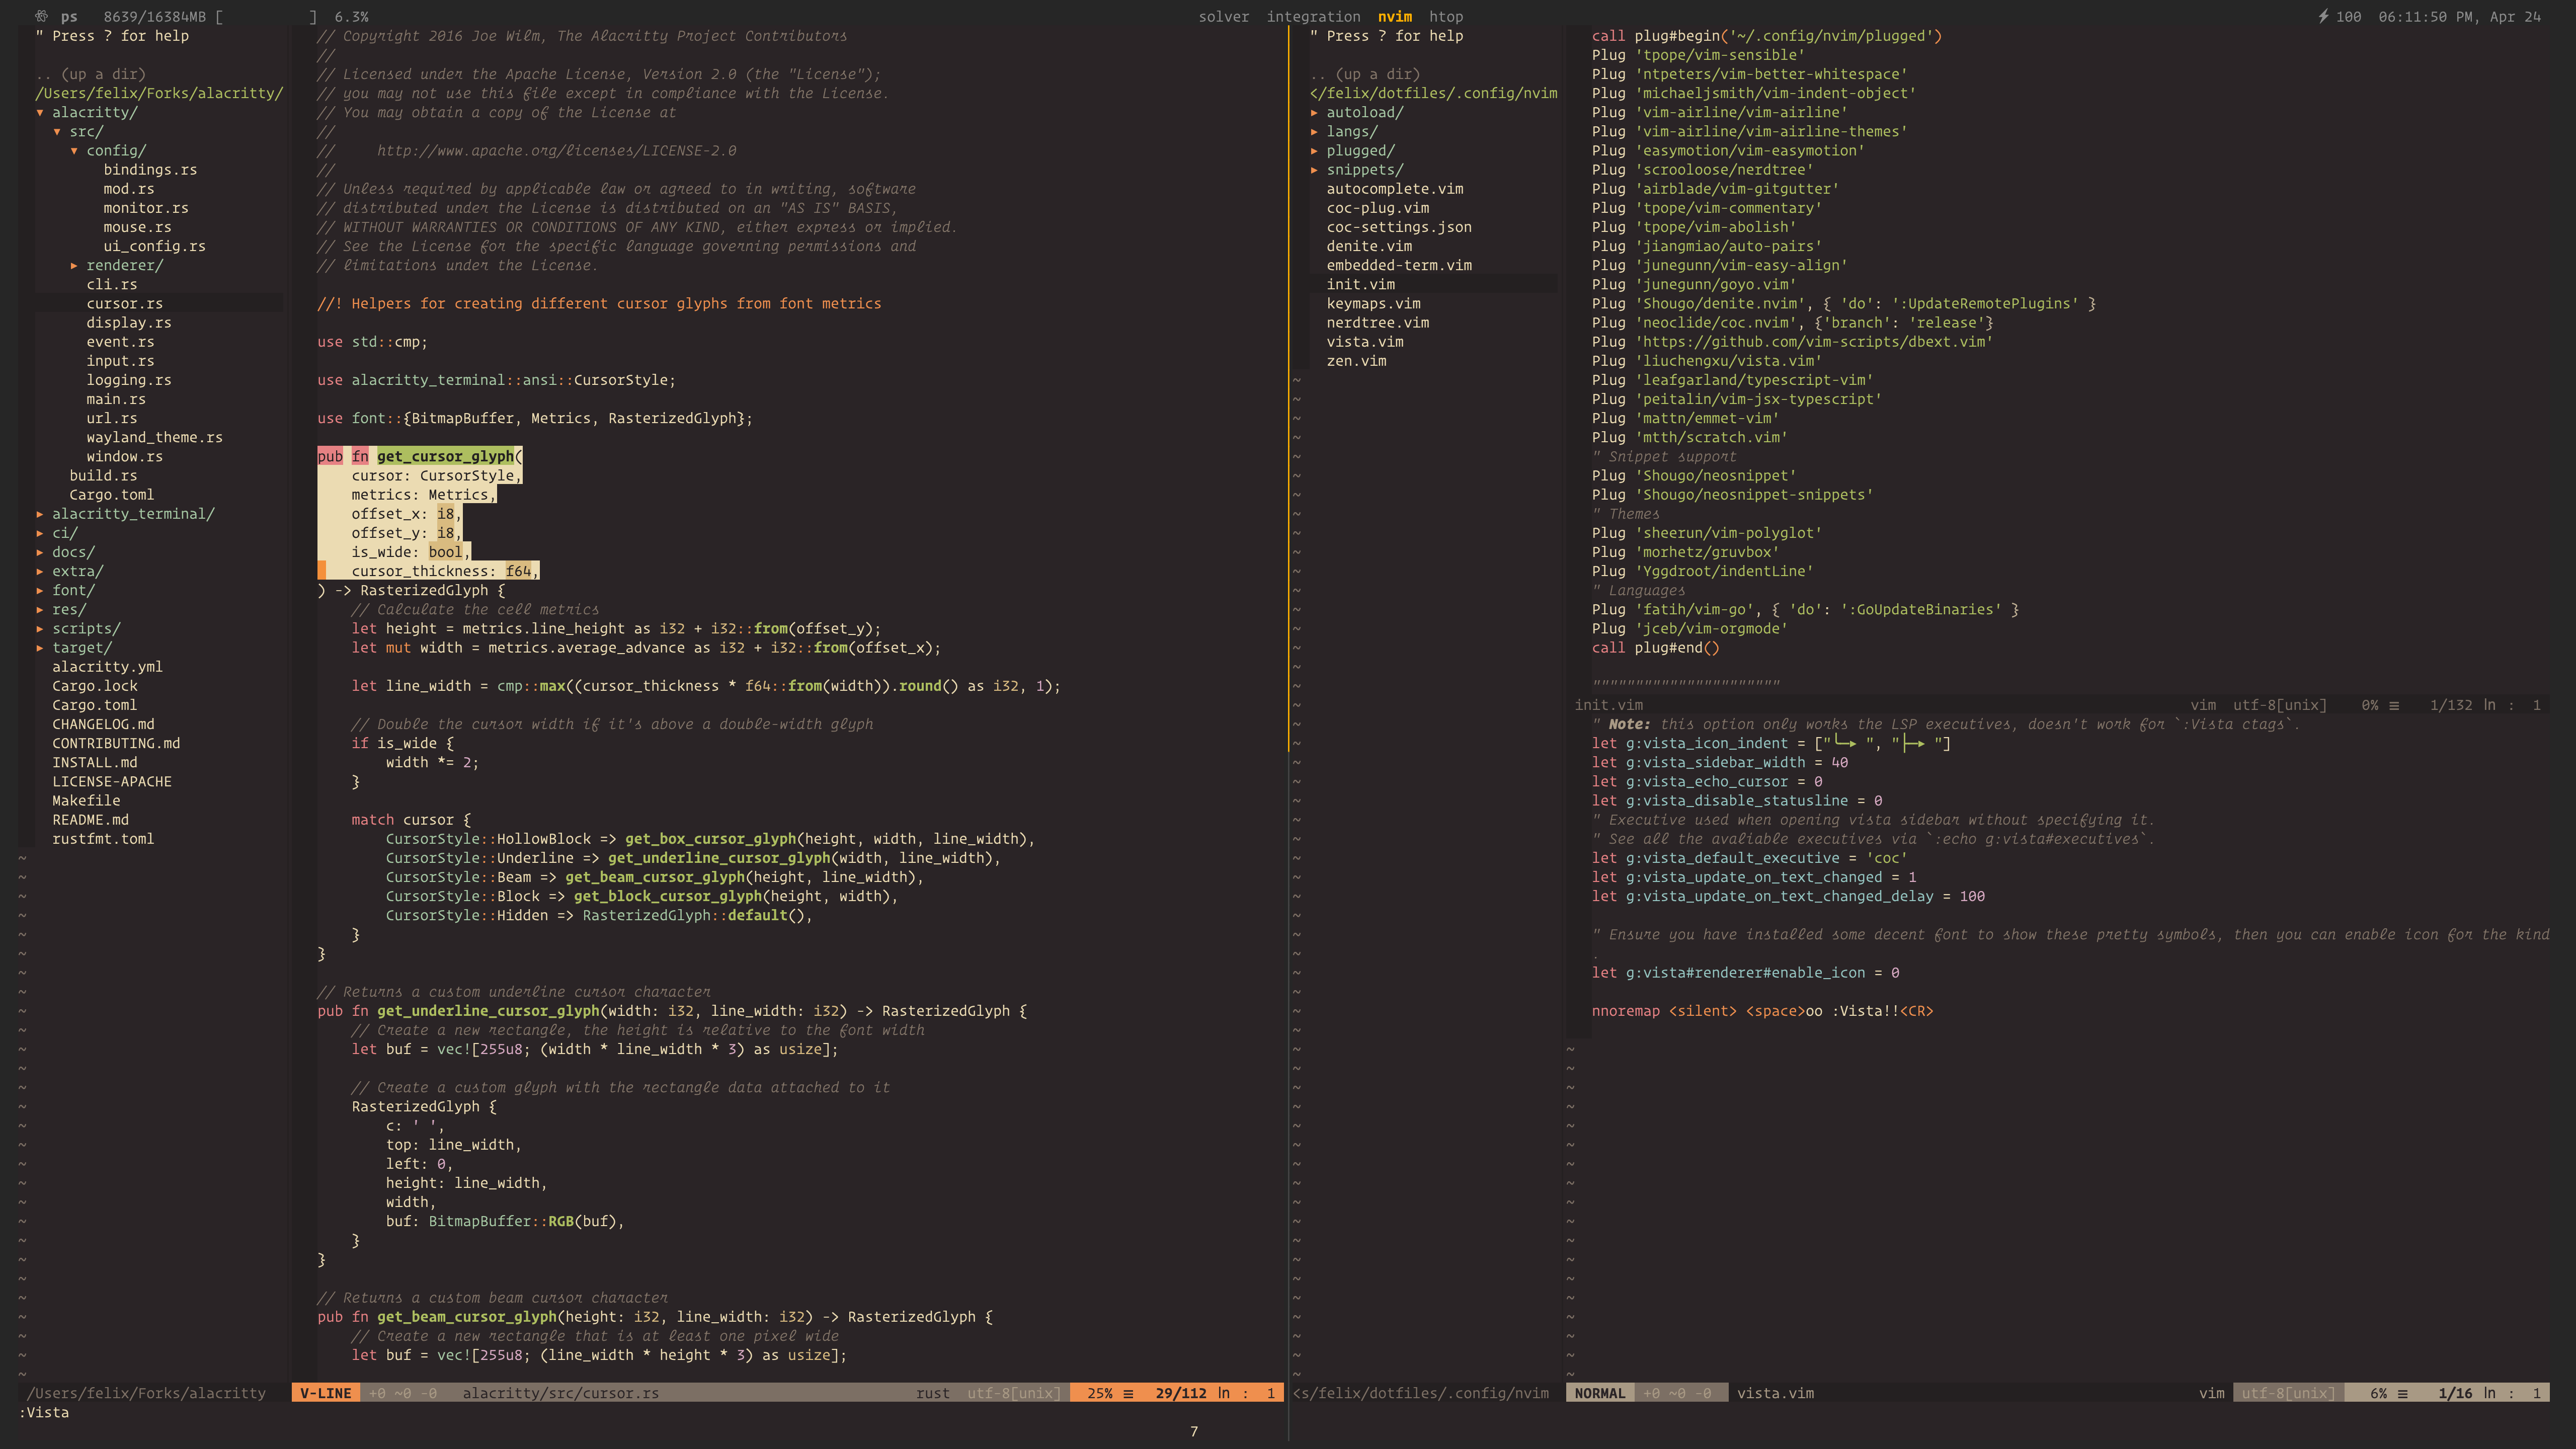 ps 8639/16384MB [ ] 6.3%
solver integration nvim htop
100 06:11:50 PM, Apr 24
" Press ? for help
.. (up a dir)
/Users/felix/Forks/alacritty/
▾ alacritty/
▾ src/
▾ config/
bindings.rs
mod.rs
monitor.rs
mouse.rs
ui_config.rs
▸ renderer/
cli.rs
cursor.rs
display.rs
event.rs
input.rs
logging.rs
main.rs
url.rs
wayland_theme.rs
window.rs
build.rs
Cargo.toml
▸ alacritty_terminal/
▸ ci/
▸ docs/
▸ extra/
▸ font/
▸ res/
▸ scripts/
▸ target/
alacritty.yml
Cargo.lock
Cargo.toml
CHANGELOG.md
CONTRIBUTING.md
INSTALL.md
LICENSE-APACHE
Makefile
README.md
rustfmt.toml
/Users/felix/Forks/alacritty
// Copyright 2016 Joe Wilm, The Alacritty Project Contributors
//
// Licensed under the Apache License, Version 2.0 (the "License");
// you may not use this file except in compliance with the License.
// You may obtain a copy of the License at
//
//     http://www.apache.org/licenses/LICENSE-2.0
//
// Unless required by applicable law or agreed to in writing, software
// distributed under the License is distributed on an "AS IS" BASIS,
// WITHOUT WARRANTIES OR CONDITIONS OF ANY KIND, either express or implied.
// See the License for the specific language governing permissions and
// limitations under the License.
//! Helpers for creating different cursor glyphs from font metrics
use std::cmp;
use alacritty_terminal::ansi::CursorStyle;
use font::{BitmapBuffer, Metrics, RasterizedGlyph};
pub fn get_cursor_glyph(
    cursor: CursorStyle,
    metrics: Metrics,
    offset_x: i8,
    offset_y: i8,
    is_wide: bool,
    cursor_thickness: f64,
) -> RasterizedGlyph {
    // Calculate the cell metrics
    let height = metrics.line_height as i32 + i32::from(offset_y);
    let mut width = metrics.average_advance as i32 + i32::from(offset_x);
    let line_width = cmp::max((cursor_thickness * f64::from(width)).round() as i32, 1);
    // Double the cursor width if it's above a double-width glyph
    if is_wide {
        width *= 2;
    }
    match cursor {
        CursorStyle::HollowBlock => get_box_cursor_glyph(height, width, line_width),
        CursorStyle::Underline => get_underline_cursor_glyph(width, line_width),
        CursorStyle::Beam => get_beam_cursor_glyph(height, line_width),
        CursorStyle::Block => get_block_cursor_glyph(height, width),
        CursorStyle::Hidden => RasterizedGlyph::default(),
    }
}
// Returns a custom underline cursor character
pub fn get_underline_cursor_glyph(width: i32, line_width: i32) -> RasterizedGlyph {
    // Create a new rectangle, the height is relative to the font width
    let buf = vec![255u8; (width * line_width * 3) as usize];
    // Create a custom glyph with the rectangle data attached to it
    RasterizedGlyph {
        c: ' ',
        top: line_width,
        left: 0,
        height: line_width,
        width,
        buf: BitmapBuffer::RGB(buf),
    }
}
// Returns a custom beam cursor character
pub fn get_beam_cursor_glyph(height: i32, line_width: i32) -> RasterizedGlyph {
    // Create a new rectangle that is at least one pixel wide
    let buf = vec![255u8; (line_width * height * 3) as usize];
V-LINE +0 ~0 -0 alacritty/src/cursor.rs rust utf-8[unix] 25% ≡ 29/112 ln : 1
:Vista
7
" Press ? for help
.. (up a dir)
</felix/dotfiles/.config/nvim
▸ autoload/
▸ langs/
▸ plugged/
▸ snippets/
autocomplete.vim
coc-plug.vim
coc-settings.json
denite.vim
embedded-term.vim
init.vim
keymaps.vim
nerdtree.vim
vista.vim
zen.vim
<s/felix/dotfiles/.config/nvim
call plug#begin('~/.config/nvim/plugged')
Plug 'tpope/vim-sensible'
Plug 'ntpeters/vim-better-whitespace'
Plug 'michaeljsmith/vim-indent-object'
Plug 'vim-airline/vim-airline'
Plug 'vim-airline/vim-airline-themes'
Plug 'easymotion/vim-easymotion'
Plug 'scrooloose/nerdtree'
Plug 'airblade/vim-gitgutter'
Plug 'tpope/vim-commentary'
Plug 'tpope/vim-abolish'
Plug 'jiangmiao/auto-pairs'
Plug 'junegunn/vim-easy-align'
Plug 'junegunn/goyo.vim'
Plug 'Shougo/denite.nvim', { 'do': ':UpdateRemotePlugins' }
Plug 'neoclide/coc.nvim', {'branch': 'release'}
Plug 'https://github.com/vim-scripts/dbext.vim'
Plug 'liuchengxu/vista.vim'
Plug 'leafgarland/typescript-vim'
Plug 'peitalin/vim-jsx-typescript'
Plug 'mattn/emmet-vim'
Plug 'mtth/scratch.vim'
" Snippet support
Plug 'Shougo/neosnippet'
Plug 'Shougo/neosnippet-snippets'
" Themes
Plug 'sheerun/vim-polyglot'
Plug 'morhetz/gruvbox'
Plug 'Yggdroot/indentLine'
" Languages
Plug 'fatih/vim-go', { 'do': ':GoUpdateBinaries' }
Plug 'jceb/vim-orgmode'
call plug#end()
""""""""""""""""""""""
init.vim vim utf-8[unix] 0% ≡ 1/132 ln : 1
" Note: this option only works the LSP executives, doesn't work for `:Vista ctags`.
let g:vista_icon_indent = ["╰─▸ ", "├─▸ "]
let g:vista_sidebar_width = 40
let g:vista_echo_cursor = 0
let g:vista_disable_statusline = 0
" Executive used when opening vista sidebar without specifying it.
" See all the avaliable executives via `:echo g:vista#executives`.
let g:vista_default_executive = 'coc'
let g:vista_update_on_text_changed = 1
let g:vista_update_on_text_changed_delay = 100
" Ensure you have installed some decent font to show these pretty symbols, then you can enable icon for the kind
.
let g:vista#renderer#enable_icon = 0
nnoremap <silent> <space>oo :Vista!!<CR>
NORMAL +0 ~0 -0 vista.vim vim utf-8[unix] 6% ≡ 1/16 ln : 1